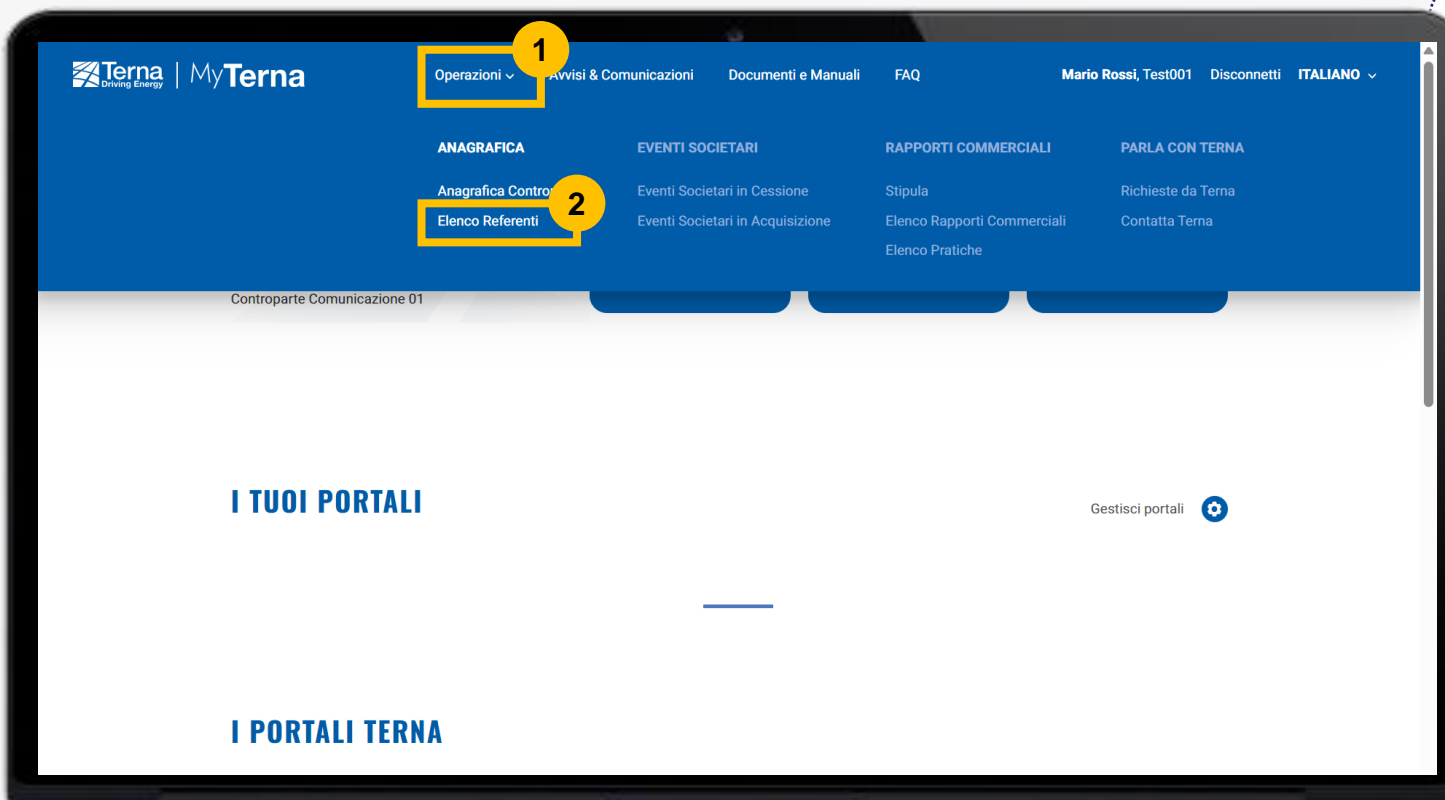 1
Terna
Driving Energy
MyTerna
Operazioni
Avvisi & Comunicazioni
Documenti e Manuali
FAQ
Mario Rossi, Test001
Disconnetti
ITALIANO
ANAGRAFICA
EVENTI SOCIETARI
RAPPORTI COMMERCIALI
PARLA CON TERNA
Anagrafica
2
Eventi Societari in Cessione
Stipula
Richieste da Terna
Elenco Referenti
Eventi Societari in Acquisizione
Elenco Rapporti Commerciali
Contatta Terna
Elenco Pratiche
Controparte Comunicazione 01
I TUOI PORTALI
Gestisci portali
I PORTALI TERNA